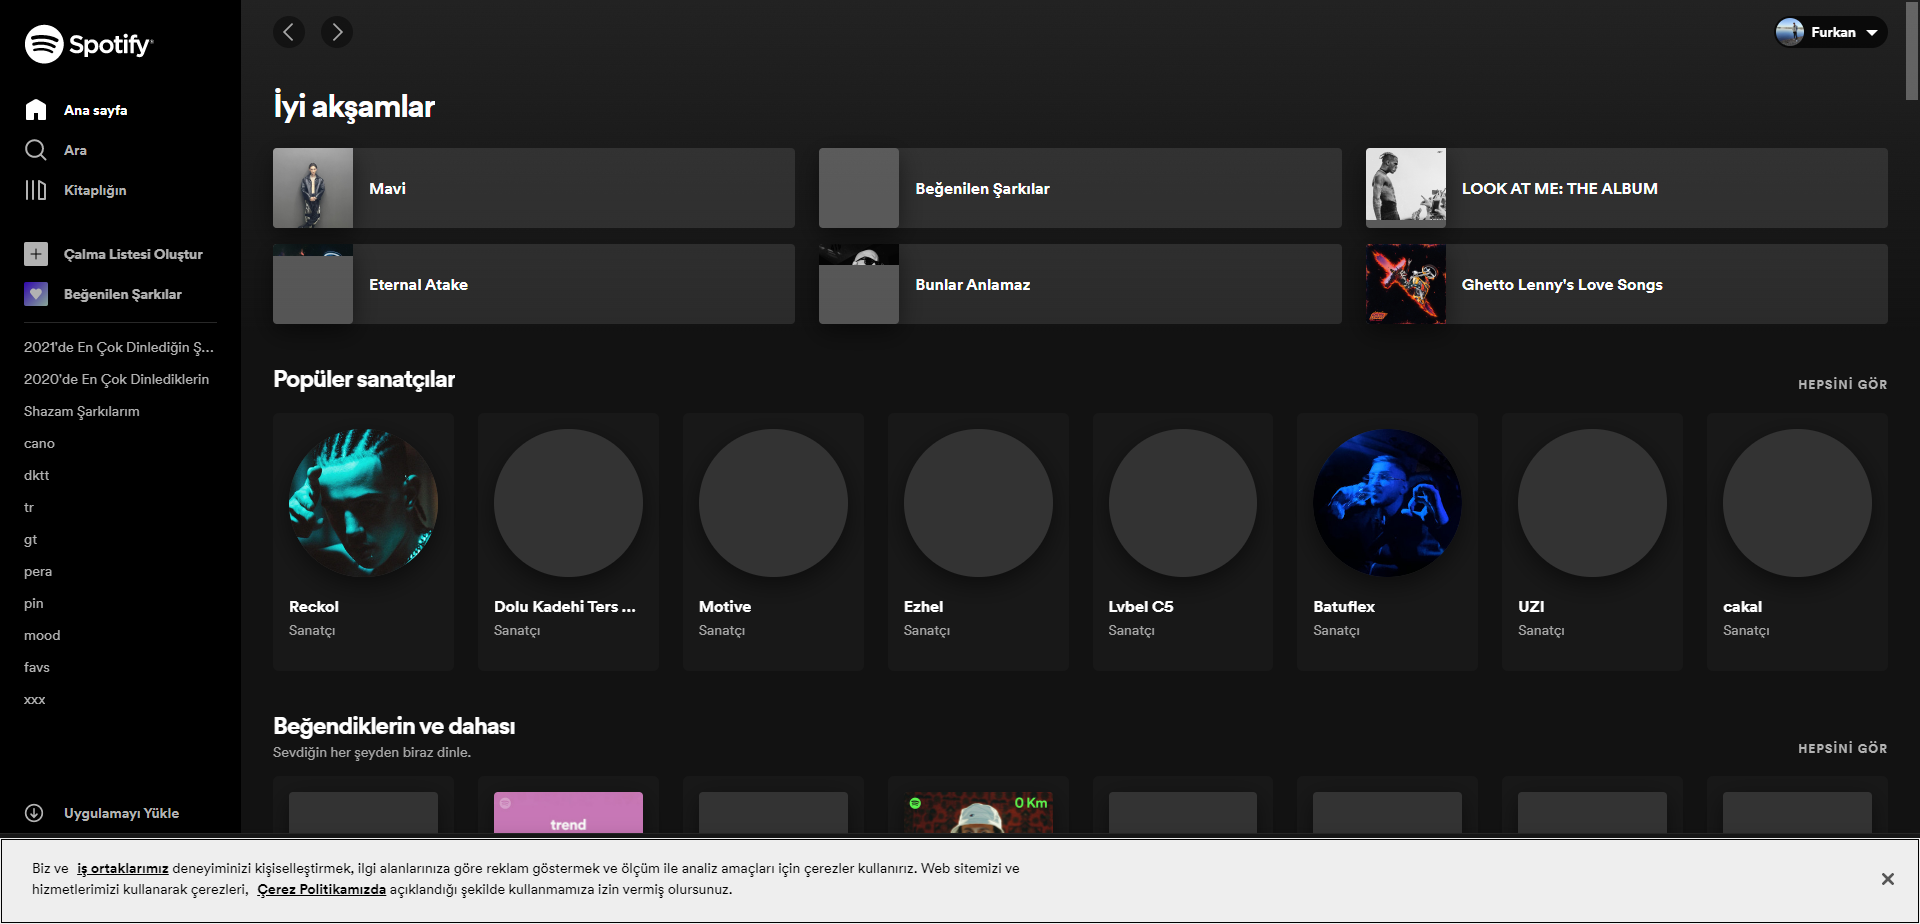 Spotify
Furkan
Ana sayfa
Ara
Kitaplığın
Çalma Listesi Oluştur
Beğenilen Şarkılar
2021'de En Çok Dinlediğin Ş...
2020'de En Çok Dinlediklerin
Shazam Şarkılarım
cano
dktt
tr
gt
pera
pin
mood
favs
xxx
Uygulamayı Yükle
İyi akşamlar
Mavi
Beğenilen Şarkılar
LOOK AT ME: THE ALBUM
Eternal Atake
Bunlar Anlamaz
Ghetto Lenny's Love Songs
Popüler sanatçılar
HEPSİNİ GÖR
Reckol
Sanatçı
Dolu Kadehi Ters ...
Sanatçı
Motive
Sanatçı
Ezhel
Sanatçı
Lvbel C5
Sanatçı
Batuflex
Sanatçı
UZI
Sanatçı
cakal
Sanatçı
Beğendiklerin ve dahası
Sevdiğin her şeyden biraz dinle.
HEPSİNİ GÖR
trend
0 Km
Biz ve iş ortaklarımız deneyiminizi kişiselleştirmek, ilgi alanlarınıza göre reklam göstermek ve ölçüm ile analiz amaçları için çerezler kullanırız. Web sitemizi ve
hizmetlerimizi kullanarak çerezleri, Çerez Politikamızda açıklandığı şekilde kullanmamıza izin vermiş olursunuz.